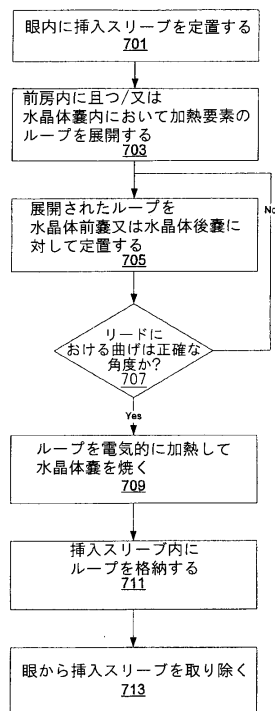 眼内に挿入スリーブを定置する
701
前房内に且つ/又は
水晶体嚢内において加熱要素の
ループを展開する
703
展開されたループを
水晶体前嚢又は水晶体後嚢に
対して定置する
705
No
リードに
おける曲げは正確な
角度か?
707
Yes
ループを電気的に加熱して
水晶体嚢を焼く
709
挿入スリーブ内に
ループを格納する
711
眼から挿入スリーブを取り除く
713